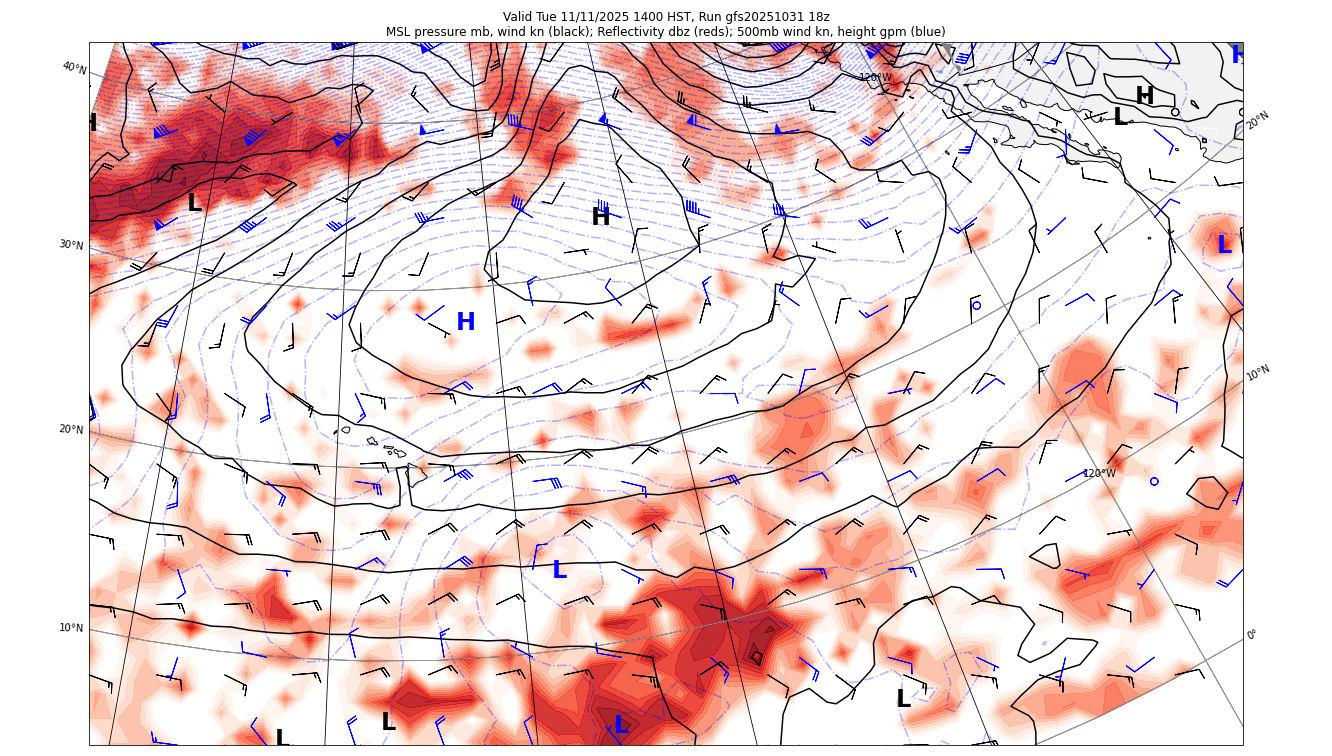 Valid Tue 11/11/2025 1400 HST, Run gfs20251031 18z
MSL pressure mb, wind kn (black); Reflectivity dbz (reds); 500mb wind kn, height gpm (blue)
H
40°N
120°W
H
L
20°N
H
L
H
30°N
L
H
10°N
20°N
120°W
L
10°N
0°
L
L
L
L